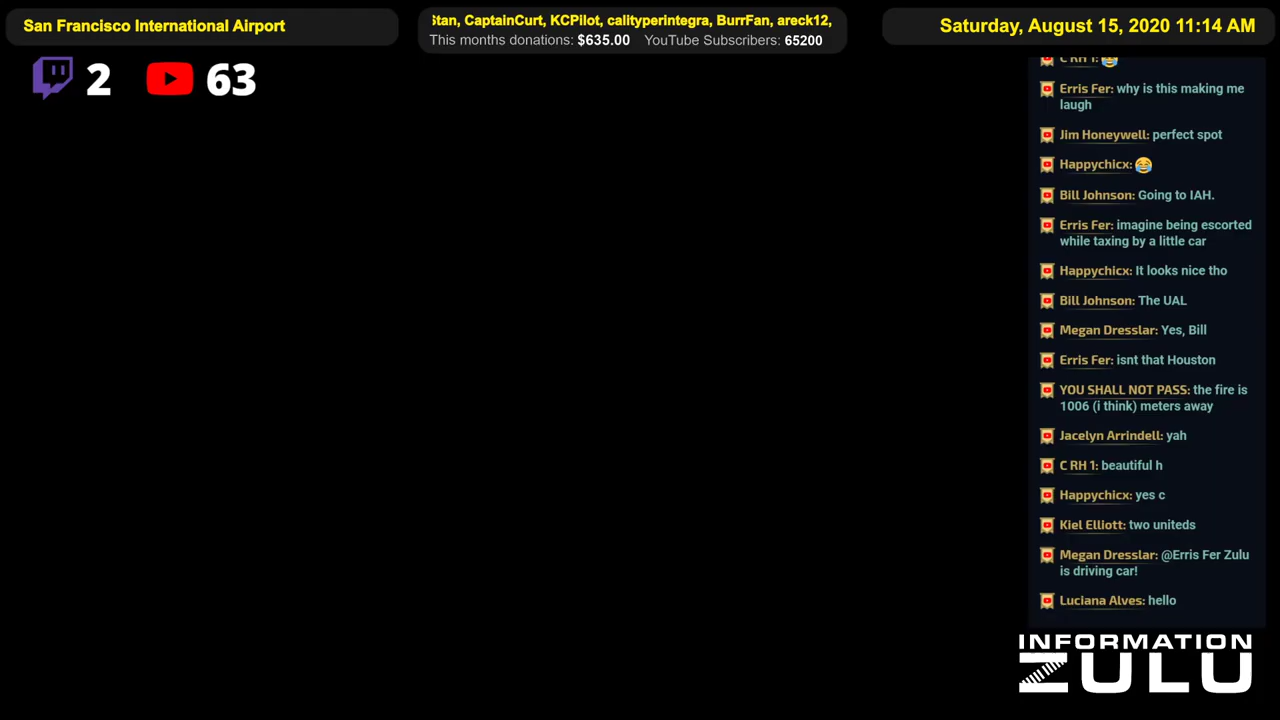 San Francisco International Airport
Stan, CaptainCurt, KCPilot, calityperintegra, BurrFan, areck12,
This months donations: $635.00 YouTube Subscribers: 65200
Saturday, August 15, 2020 11:14 AM
2
63
C RH 1: 😂
Erris Fer: why is this making me
laugh
Jim Honeywell: perfect spot
Happychicx: 😂
Bill Johnson: Going to IAH.
Erris Fer: imagine being escorted
while taxing by a little car
Happychicx: It looks nice tho
Bill Johnson: The UAL
Megan Dresslar: Yes, Bill
Erris Fer: isnt that Houston
YOU SHALL NOT PASS: the fire is
1006 (i think) meters away
Jacelyn Arrindell: yah
C RH 1: beautiful h
Happychicx: yes c
Kiel Elliott: two uniteds
Megan Dresslar: @Erris Fer Zulu
is driving car!
Luciana Alves: hello
INFORMATION
ZULU